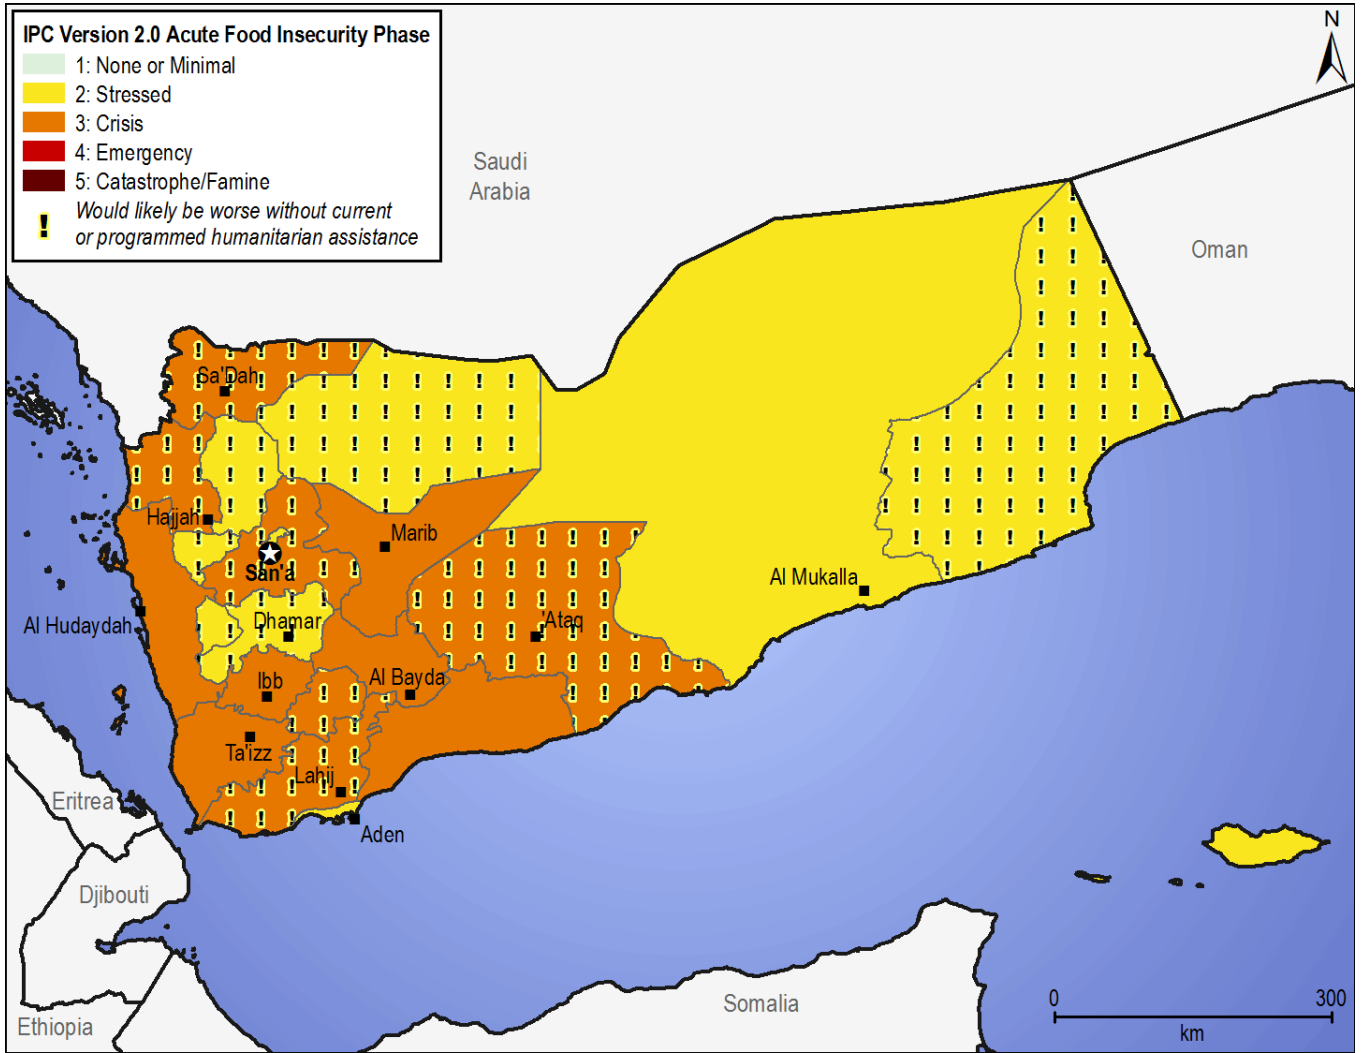 IPC Version 2.0 Acute Food Insecurity Phase
1: None or Minimal
2: Stressed
3: Crisis
4: Emergency
5: Catastrophe/Famine
! Would likely be worse without current
or programmed humanitarian assistance
N
Saudi
Arabia
Oman
Sa'Dah
Hajjah
Marib
San'a
Al Mukalla
Al Hudaydah
Dhamar
'Ataq
Ibb
Al Bayda
Ta'izz
Lahij
Eritrea
Aden
Djibouti
Somalia
Ethiopia
0 300
km